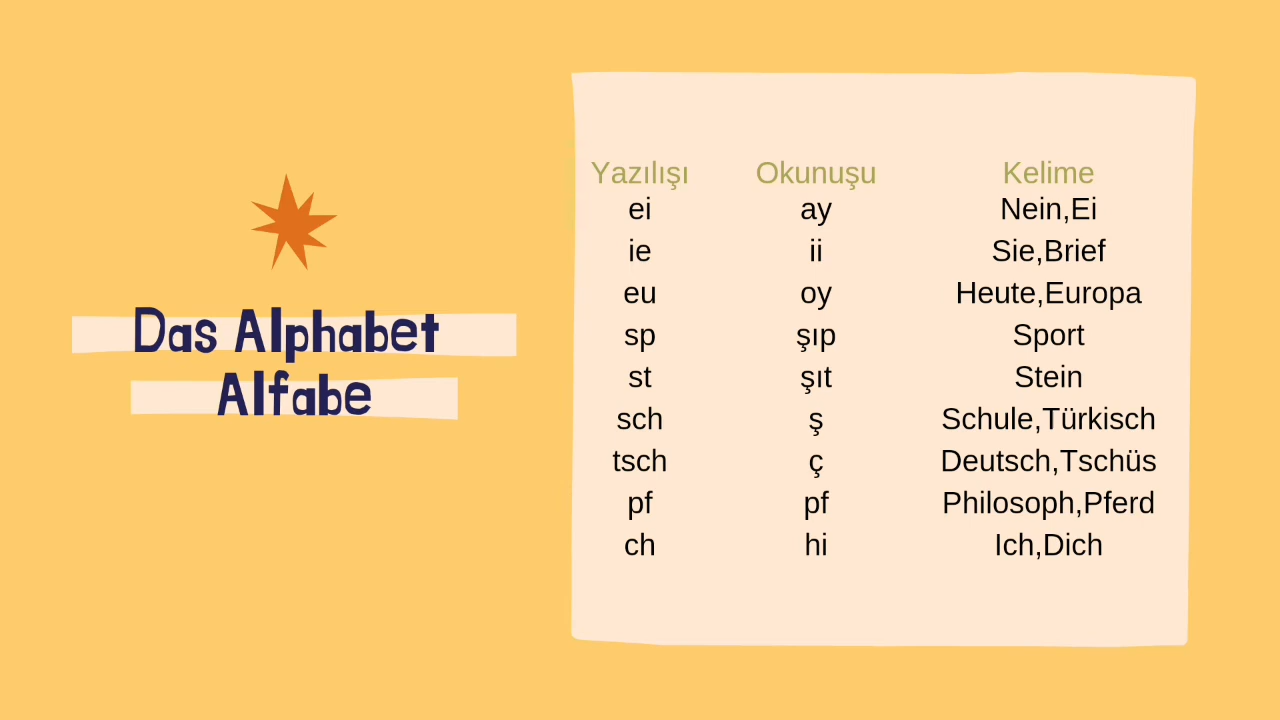 Das Alphabet
Alfabe
Yazılışı Okunuşu Kelime
ei ay Nein,Ei
ie ii Sie,Brief
eu oy Heute,Europa
sp şıp Sport
st şıt Stein
sch ş Schule,Türkisch
tsch ç Deutsch,Tschüs
pf pf Philosoph,Pferd
ch hi Ich,Dich